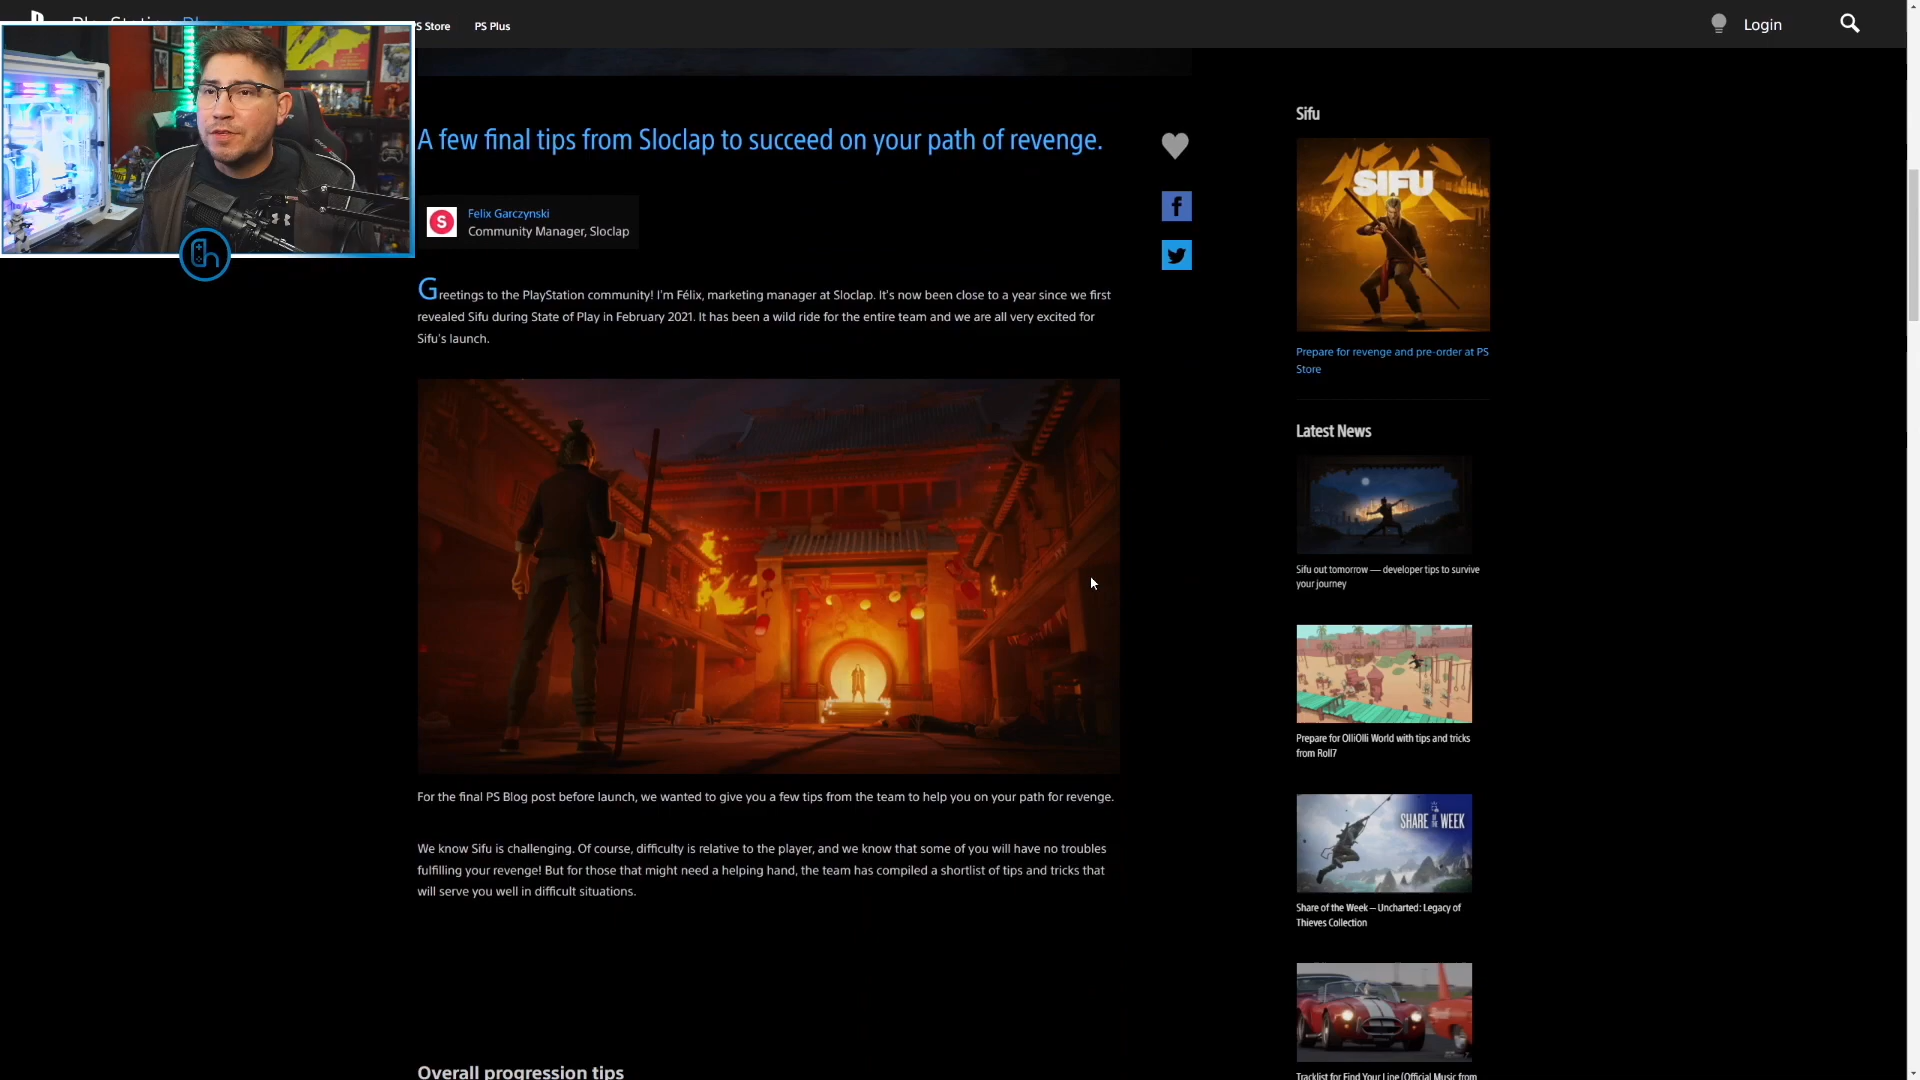 PS Store
PS Plus
Login
A few final tips from Sloclap to succeed on your path of revenge.
S
Felix Garczynski
Community Manager, Sloclap
Greetings to the PlayStation community! I'm Félix, marketing manager at Sloclap. It's now been close to a year since we first
revealed Sifu during State of Play in February 2021. It has been a wild ride for the entire team and we are all very excited for
Sifu's launch.
For the final PS Blog post before launch, we wanted to give you a few tips from the team to help you on your path for revenge.
We know Sifu is challenging. Of course, difficulty is relative to the player, and we know that some of you will have no troubles
fulfilling your revenge! But for those that might need a helping hand, the team has compiled a shortlist of tips and tricks that
will serve you well in difficult situations.
Overall progression tips
Sifu
SIFU
Prepare for revenge and pre-order at PS
Store
Latest News
Sifu out tomorrow — developer tips to survive
your journey
Prepare for OlliOlli World with tips and tricks
from Roll7
SHARE OF THE WEEK
Share of the Week – Uncharted: Legacy of
Thieves Collection
Tracklist for Find Your Line (Official Music from